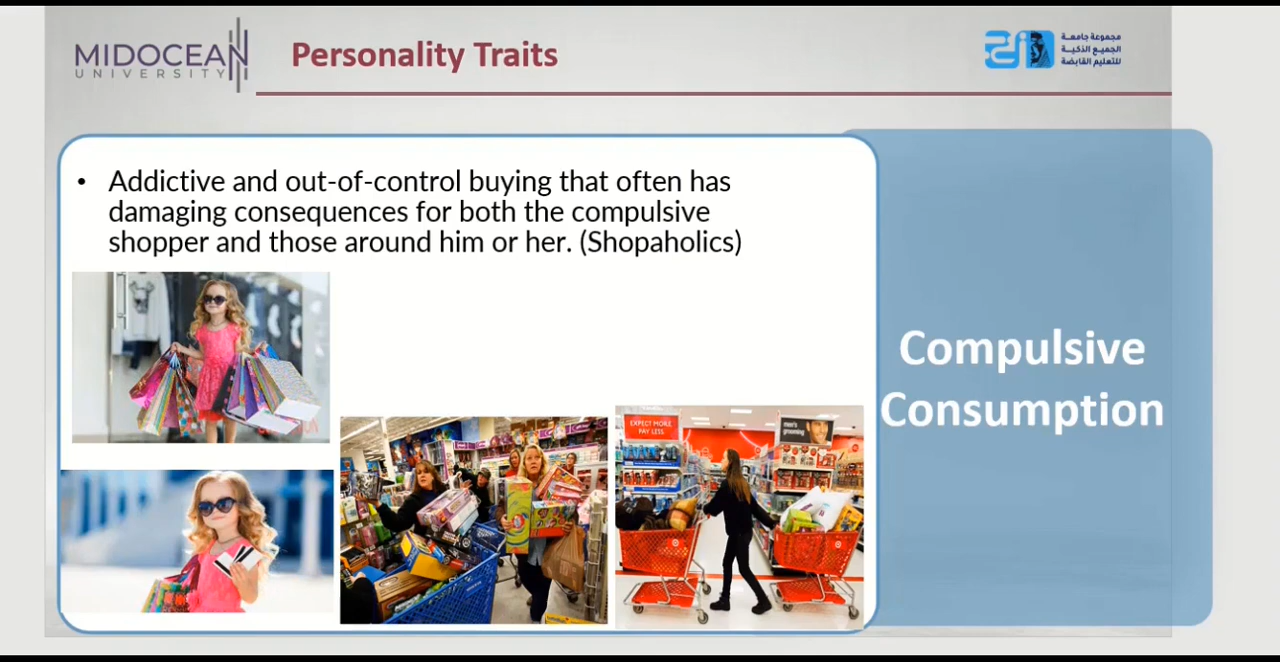 MIDOCEAN
UNIVERSITY
Personality Traits
مجموعة جامعة
الجميع الذكية
للتعليم القابضة
• Addictive and out-of-control buying that often has
damaging consequences for both the compulsive
shopper and those around him or her. (Shopaholics)
Compulsive
Consumption
EXPECT MORE.
PAY LESS.
men's
grooming